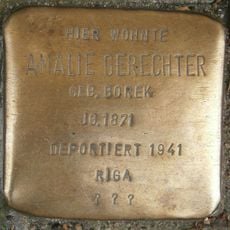 HIER WOHNTE
AMALIE GERECHTER
GEB. BOREK
JG. 1871
DEPORTIERT 1941
RIGA
? ? ?